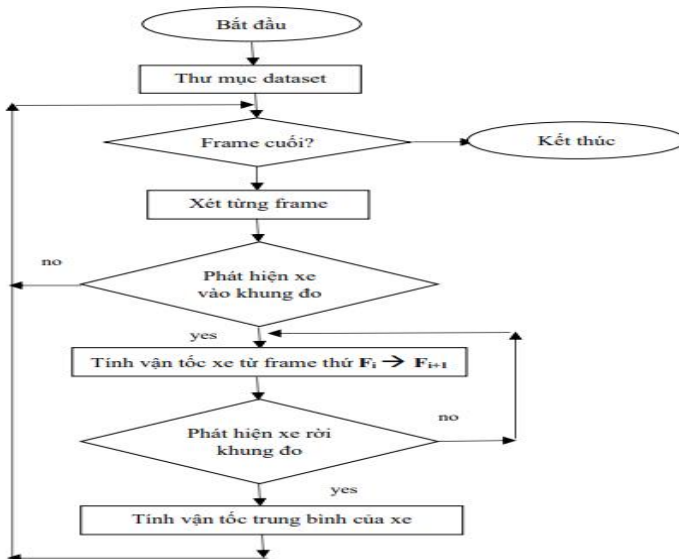 Bắt đầu
Thư mục dataset
Frame cuối?
Kết thúc
Xét từng frame
no
Phát hiện xe
vào khung đo
yes
Tính vận tốc xe từ frame thứ Fᵢ → Fᵢ₊₁
no
Phát hiện xe rời
khung đo
yes
Tính vận tốc trung bình của xe